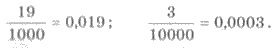 19/1000 = 0,019; 3/10000 = 0,0003.